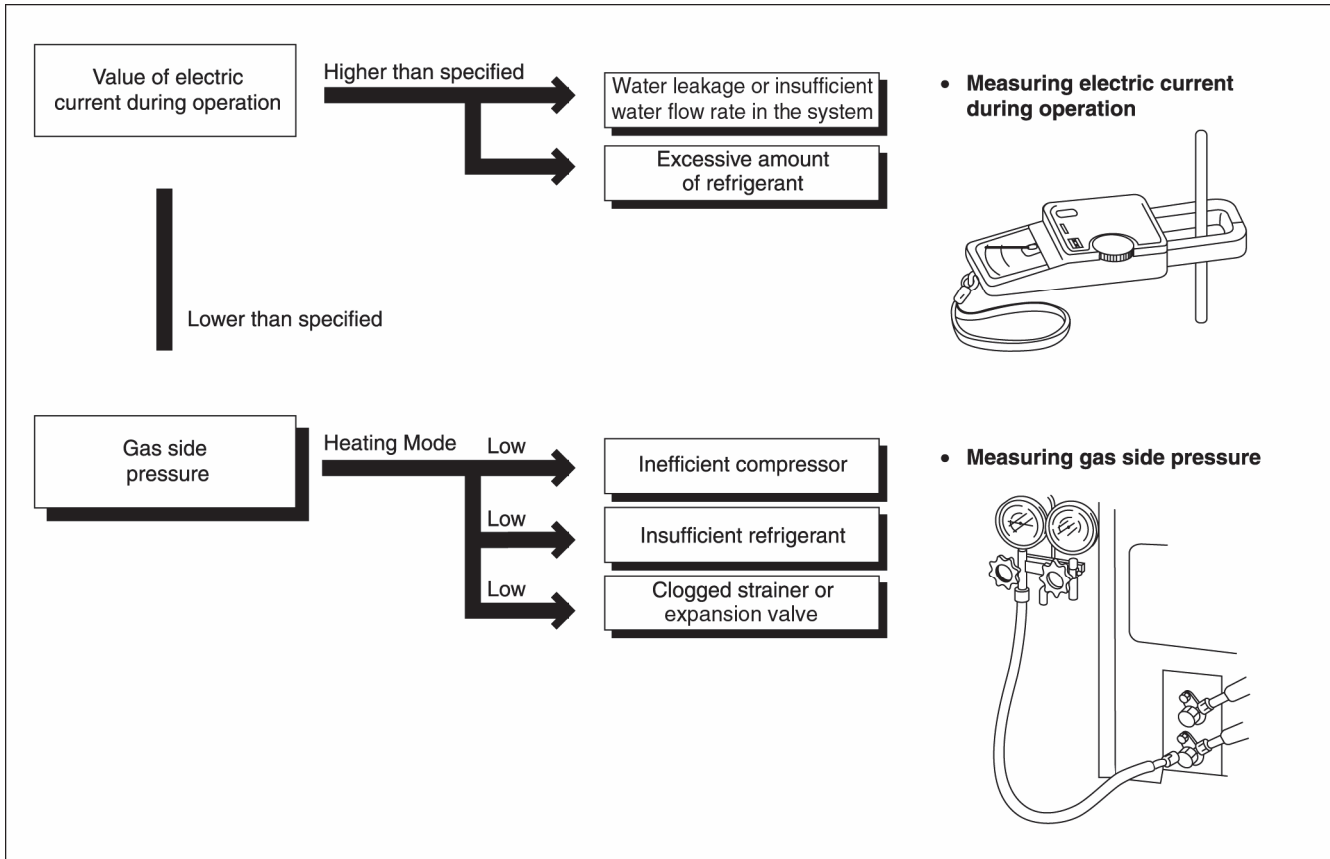 Value of electric
current during operation
Higher than specified
Water leakage or insufficient
water flow rate in the system
Excessive amount
of refrigerant
• Measuring electric current
during operation
Lower than specified
Gas side
pressure
Heating Mode
Low
Inefficient compressor
Low
Insufficient refrigerant
Low
Clogged strainer or
expansion valve
• Measuring gas side pressure